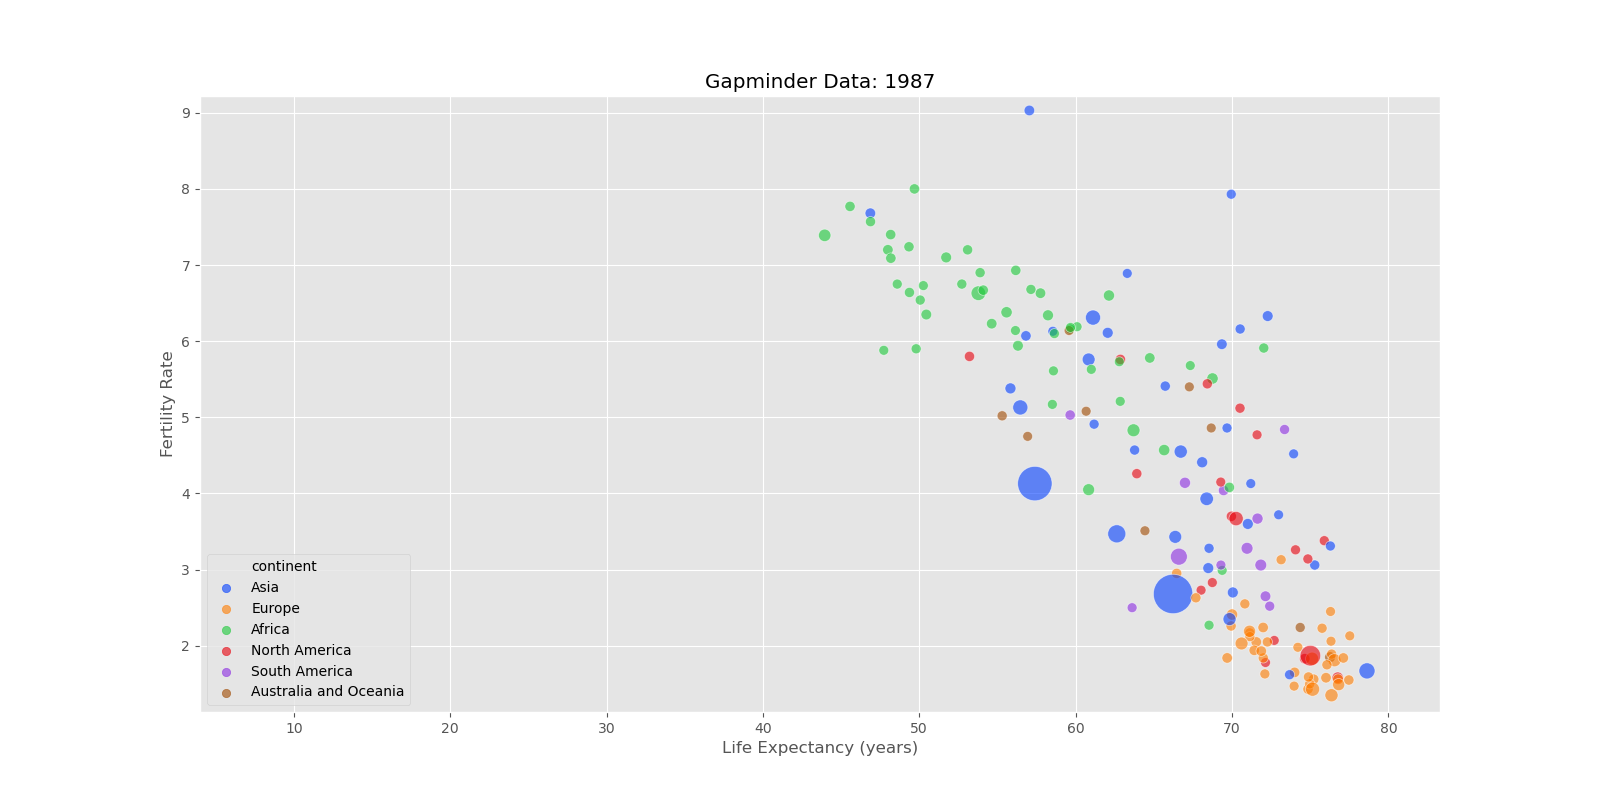 Gapminder Data: 1987
9
8
7
6
5
4
3
2
Fertility Rate
continent
Asia
Europe
Africa
North America
South America
Australia and Oceania
10 20 30 40 50 60 70 80
Life Expectancy (years)